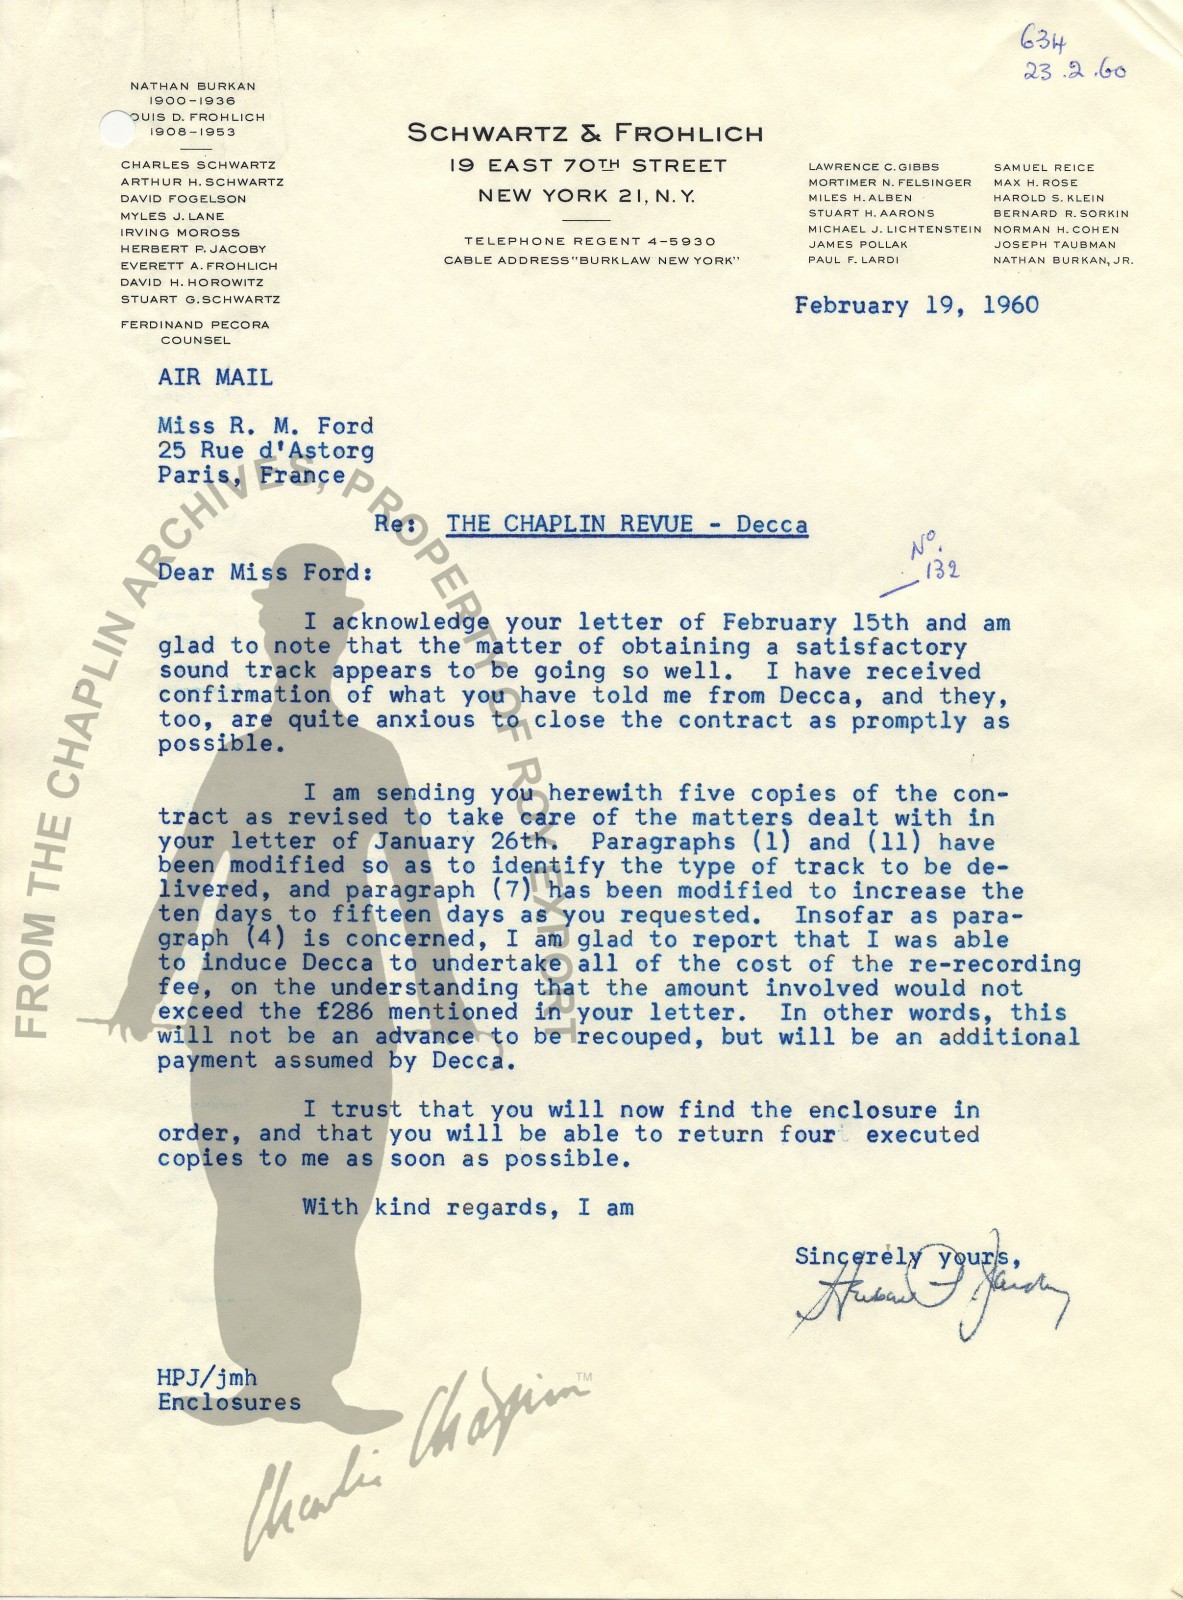 634
23.2.60
NATHAN BURKAN
1900-1936
OUIS D. FROHLICH
1908-1953
CHARLES SCHWARTZ
ARTHUR H. SCHWARTZ
DAVID FOGELSON
MYLES J. LANE
IRVING MOROSS
HERBERT P. JACOBY
EVERETT A. FROHLICH
DAVID H. HOROWITZ
STUART G. SCHWARTZ
FERDINAND PECORA
COUNSEL
SCHWARTZ & FROHLICH
19 EAST 70TH STREET
NEW YORK 21, N.Y.
TELEPHONE REGENT 4-5930
CABLE ADDRESS "BURKLAW NEW YORK"
LAWRENCE C. GIBBS
MORTIMER N. FELSINGER
MILES H. ALBEN
STUART H. AARONS
MICHAEL J. LICHTENSTEIN
JAMES POLLAK
PAUL F. LARDI
SAMUEL REICE
MAX H. ROSE
HAROLD S. KLEIN
BERNARD R. SORKIN
NORMAN H. COHEN
JOSEPH TAUBMAN
NATHAN BURKAN, JR.
February 19, 1960
AIR MAIL
Miss R. M. Ford
25 Rue d'Astorg
Paris, France
Re: THE CHAPLIN REVUE - Decca
No.
132
Dear Miss Ford:
I acknowledge your letter of February 15th and am
glad to note that the matter of obtaining a satisfactory
sound track appears to be going so well. I have received
confirmation of what you have told me from Decca, and they,
too, are quite anxious to close the contract as promptly as
possible.
I am sending you herewith five copies of the con-
tract as revised to take care of the matters dealt with in
your letter of January 26th. Paragraphs (1) and (11) have
been modified so as to identify the type of track to be de-
livered, and paragraph (7) has been modified to increase the
ten days to fifteen days as you requested. Insofar as para-
graph (4) is concerned, I am glad to report that I was able
to induce Decca to undertake all of the cost of the re-recording
fee, on the understanding that the amount involved would not
exceed the £286 mentioned in your letter. In other words, this
will not be an advance to be recouped, but will be an additional
payment assumed by Decca.
I trust that you will now find the enclosure in
order, and that you will be able to return four executed
copies to me as soon as possible.
With kind regards, I am
Sincerely yours,
Herbert P. Jacoby
HPJ/jmh
Enclosures
FROM THE CHAPLIN ARCHIVES, PROPERTY OF ROY EXPORT
Charlie Chaplin TM